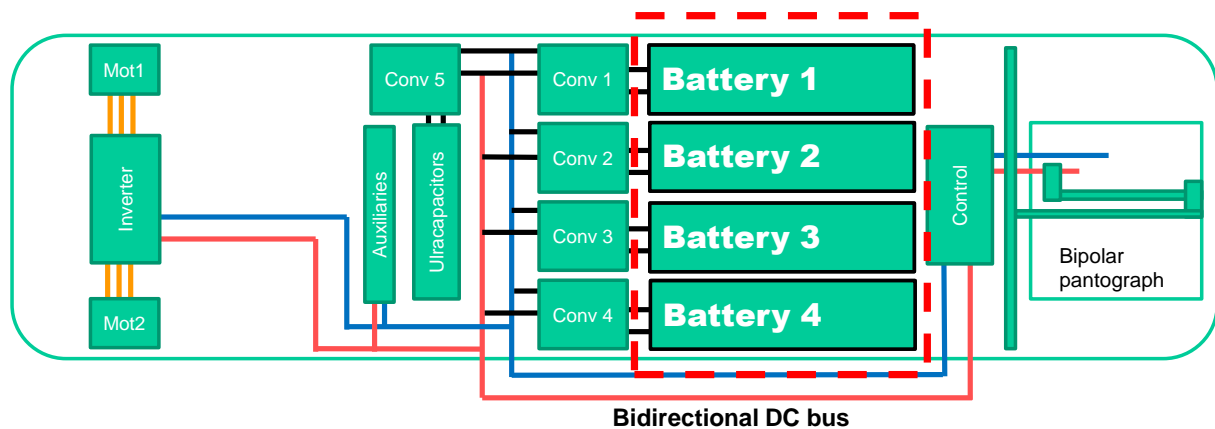 Mot1
Inverter
Mot2
Conv 5
Auxiliaries
Ulracapacitors
Conv 1
Conv 2
Conv 3
Conv 4
Battery 1
Battery 2
Battery 3
Battery 4
Control
Bipolar
pantograph
Bidirectional DC bus